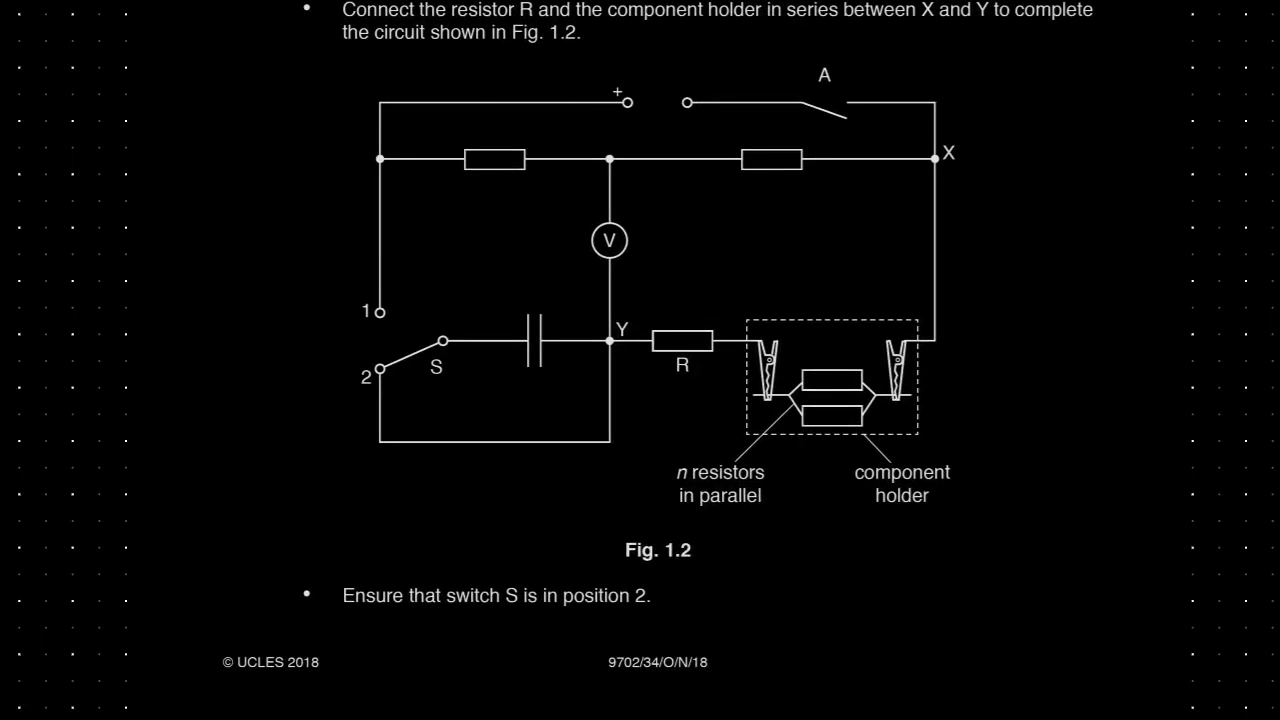 • Connect the resistor R and the component holder in series between X and Y to complete
the circuit shown in Fig. 1.2.
A
+
X
V
1
Y
S
R
2
n resistors
in parallel
component
holder
Fig. 1.2
• Ensure that switch S is in position 2.
© UCLES 2018
9702/34/O/N/18